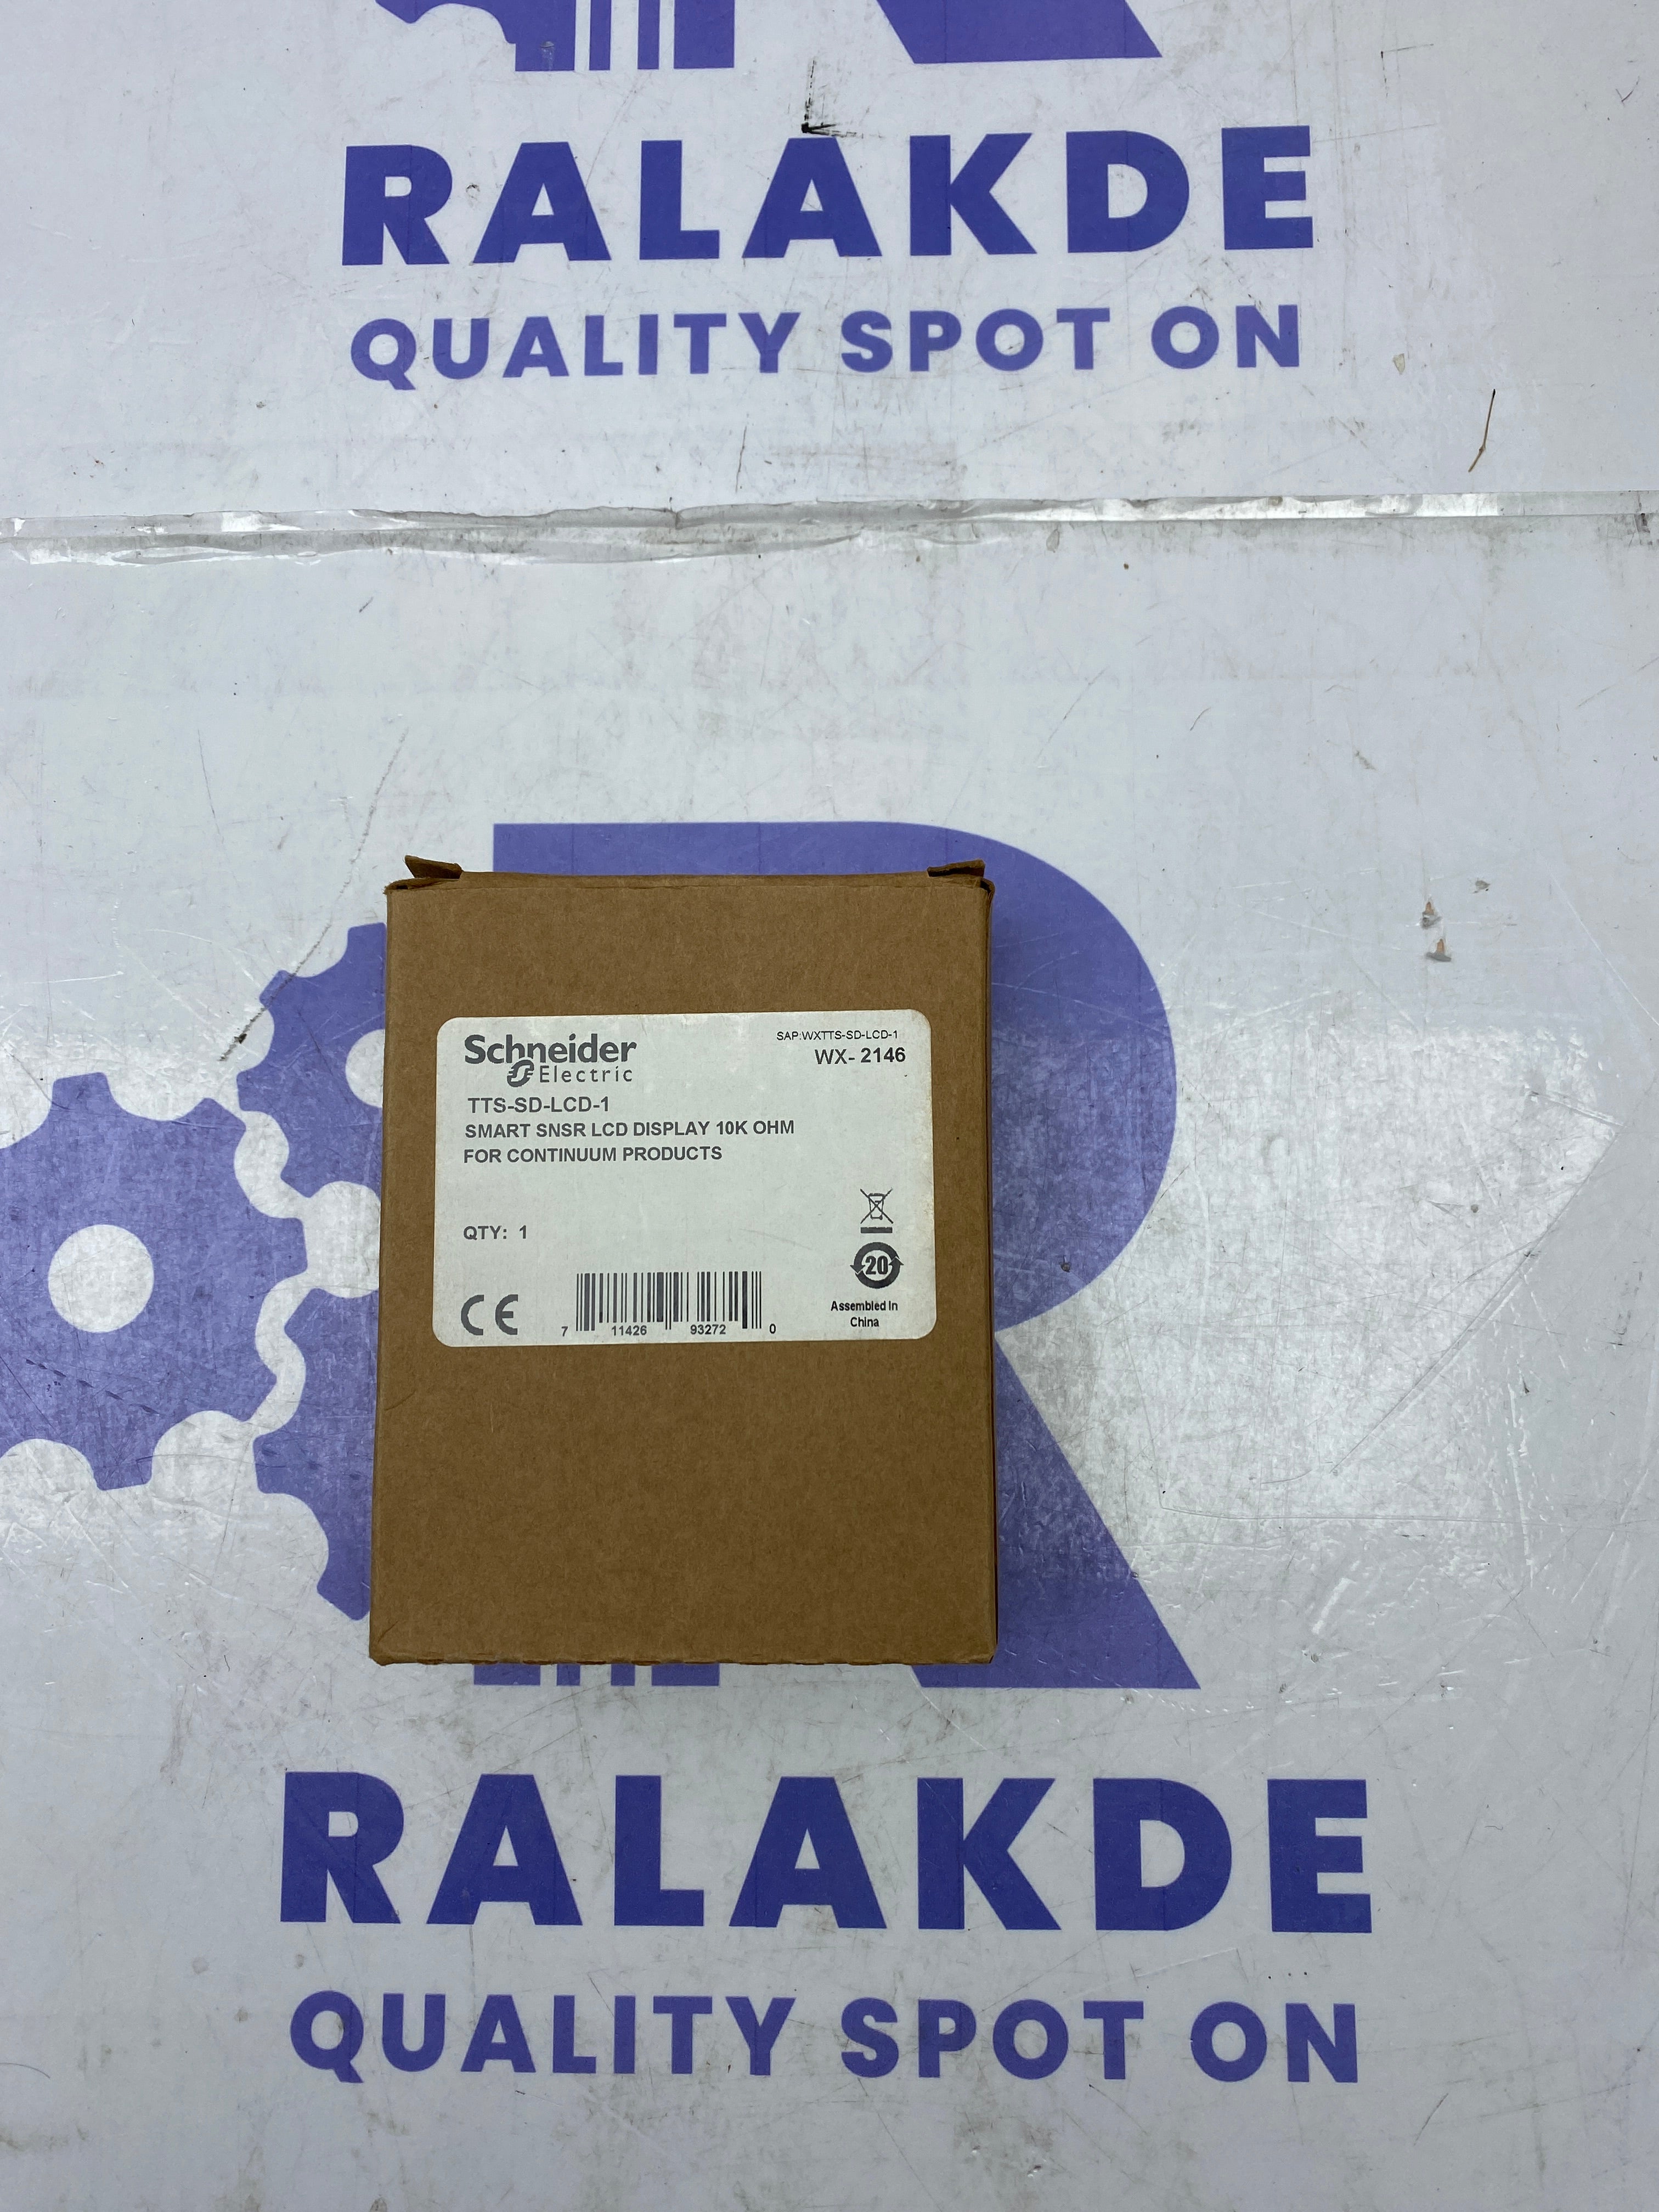 RALAKDE
QUALITY SPOT ON
Schneider
Electric
SAP:WXTTS-SD-LCD-1
WX- 2146
TTS-SD-LCD-1
SMART SNSR LCD DISPLAY 10K OHM
FOR CONTINUUM PRODUCTS
QTY: 1
20
CE
7 11426 93272 0
Assembled In
China
RALAKDE
QUALITY SPOT ON